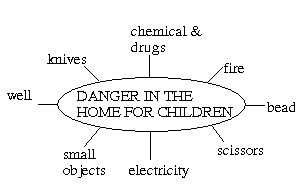 chemical &
drugs
knives
fire
well
DANGER IN THE
HOME FOR CHILDREN
bead
small
objects
electricity
scissors